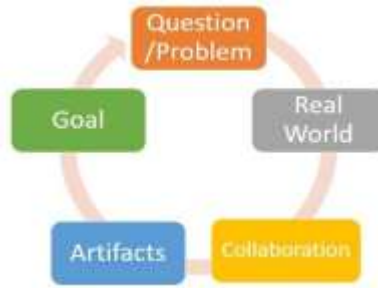 Question
/Problem
Real
World
Collaboration
Artifacts
Goal